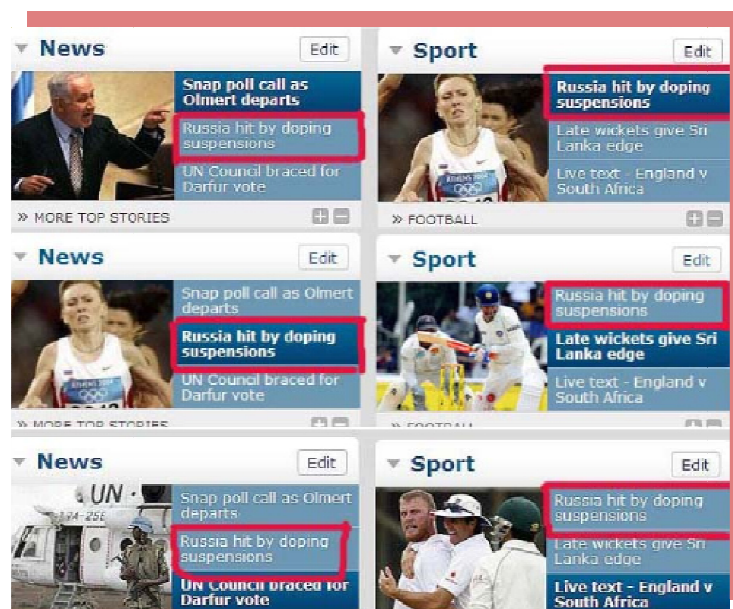 News
Edit
Snap poll call as
Olmert departs
Russia hit by doping
suspensions
UN Council braced for
Darfur vote
» MORE TOP STORIES
Sport
Edit
Russia hit by doping
suspensions
Late wickets give Sri
Lanka edge
Live text - England v
South Africa
» FOOTBALL
News
Edit
Snap poll call as Olmert
departs
Russia hit by doping
suspensions
UN Council braced for
Darfur vote
» MORE TOP STORIES
Sport
Edit
Russia hit by doping
suspensions
Late wickets give Sri
Lanka edge
Live text - England v
South Africa
» FOOTBALL
News
Edit
UN
Snap poll call as Olmert
departs
Russia hit by doping
suspensions
UN Council braced for
Darfur vote
Sport
Edit
Russia hit by doping
suspensions
Late wickets give Sri
Lanka edge
Live text - England v
South Africa